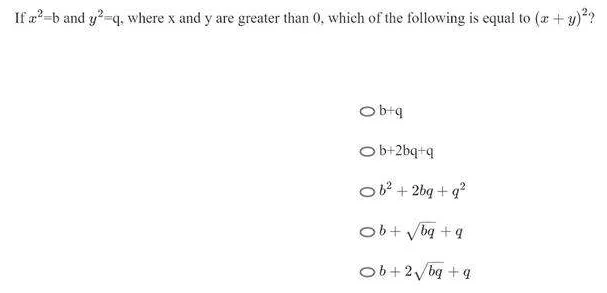 If x²=b and y²=q, where x and y are greater than 0, which of the following is equal to (x + y)²?
b+q
b+2bq+q
b² + 2bq + q²
b + √bq + q
b + 2√bq + q